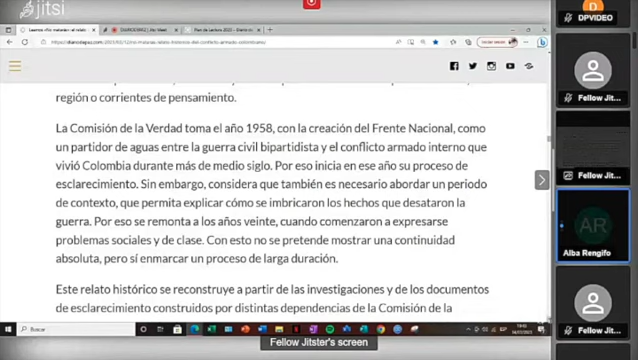 jitsi
DPVIDEO
región o corrientes de pensamiento.
La Comisión de la Verdad toma el año 1958, con la creación del Frente Nacional, como
un partidor de aguas entre la guerra civil bipartidista y el conflicto armado interno que
vivió Colombia durante más de medio siglo. Por eso inicia en ese año su proceso de
esclarecimiento. Sin embargo, considera que también es necesario abordar un periodo
de contexto, que permita explicar cómo se imbricaron los hechos que desataron la
guerra. Por eso se remonta a los años veinte, cuando comenzaron a expresarse
problemas sociales y de clase. Con esto no se pretende mostrar una continuidad
absoluta, pero sí enmarcar un proceso de larga duración.
Este relato histórico se reconstruye a partir de las investigaciones y de los documentos
de esclarecimiento construidos por distintas dependencias de la Comisión de la
Fellow Jitst...
Fellow Jitst...
AR
Alba Rengifo
Fellow Jitst...
Buscar
Fellow Jitster's screen